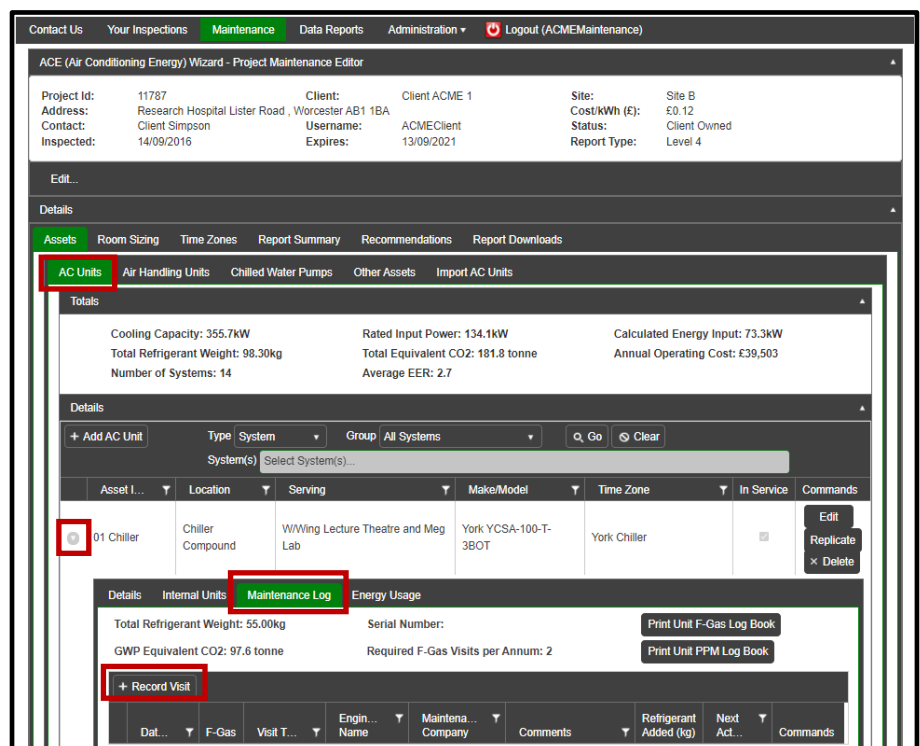 Contact Us Your Inspections Maintenance Data Reports Administration Logout (ACMEMaintenance)
ACE (Air Conditioning Energy) Wizard - Project Maintenance Editor
Project Id: 11787 Client: Client ACME 1 Site: Site B
Address: Research Hospital Lister Road , Worcester AB1 1BA Cost/kWh (£): £0.12
Contact: Client Simpson Username: ACMEClient Status: Client Owned
Inspected: 14/09/2016 Expires: 13/09/2021 Report Type: Level 4
Edit...
Details
Assets Room Sizing Time Zones Report Summary Recommendations Report Downloads
AC Units Air Handling Units Chilled Water Pumps Other Assets Import AC Units
Totals
Cooling Capacity: 355.7kW Rated Input Power: 134.1kW Calculated Energy Input: 73.3kW
Total Refrigerant Weight: 98.30kg Total Equivalent CO2: 181.8 tonne Annual Operating Cost: £39,503
Number of Systems: 14 Average EER: 2.7
Details
+ Add AC Unit Type System Group All Systems Go Clear
System(s) Select System(s)...
Asset I... Location Serving Make/Model Time Zone In Service Commands
01 Chiller Chiller Compound W/Wing Lecture Theatre and Meg Lab York YCSA-100-T-3BOT York Chiller Edit
Replicate
× Delete
Details Internal Units Maintenance Log Energy Usage
Total Refrigerant Weight: 55.00kg Serial Number: Print Unit F-Gas Log Book
GWP Equivalent CO2: 97.6 tonne Required F-Gas Visits per Annum: 2 Print Unit PPM Log Book
+ Record Visit
Dat... F-Gas Visit T... Engin... Name Maintena... Company Comments Refrigerant Added (kg) Next Act... Commands